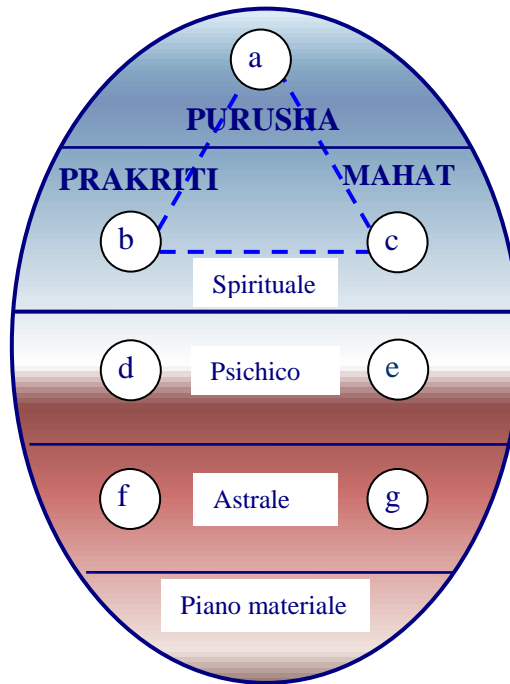 a
PURUSHA
PRAKRITI MAHAT
b c
Spirituale
d Psichico e
f Astrale g
Piano materiale